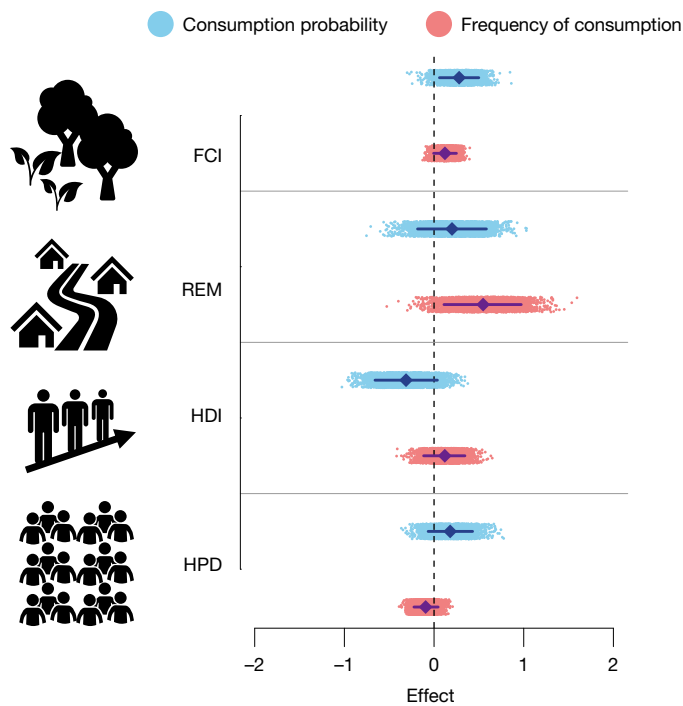 Consumption probability Frequency of consumption
FCI
REM
HDI
HPD
−2 −1 0 1 2
Effect